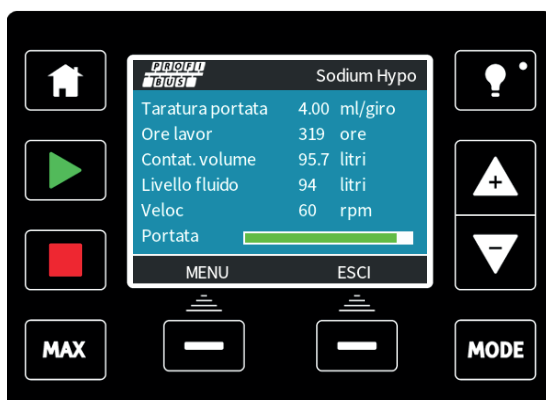 PROFI
BUS
Sodium Hypo
Taratura portata 4.00 ml/giro
Ore lavor 319 ore
Contat. volume 95.7 litri
Livello fluido 94 litri
Veloc 60 rpm
Portata
MENU ESCI
+
−
MAX
MODE